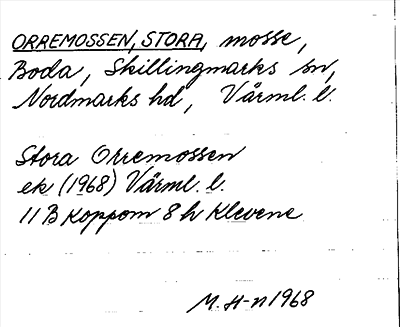 ORREMOSSEN, STORA, mosse,
Boda, Skillingmarks sn,
Nordmarks hd, Värml. l.
Stora Orremossen
ek (1968) Värml. l.
11 B Koppom 8 h Klevene
M. H-n 1968